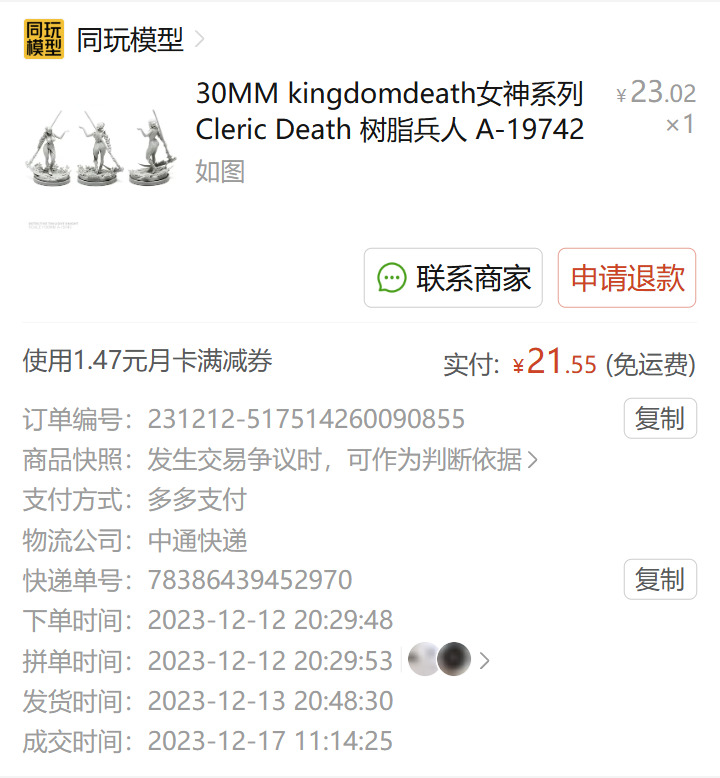 同玩
模型
同玩模型
30MM kingdomdeath女神系列
¥23.02
Cleric Death 树脂兵人 A-19742
×1
如图
联系商家
申请退款
使用1.47元月卡满减券
实付: ¥21.55 (免运费)
订单编号: 231212-517514260090855
复制
商品快照: 发生交易争议时，可作为判断依据
支付方式: 多多支付
物流公司: 中通快递
快递单号: 78386439452970
复制
下单时间: 2023-12-12 20:29:48
拼单时间: 2023-12-12 20:29:53
发货时间: 2023-12-13 20:48:30
成交时间: 2023-12-17 11:14:25